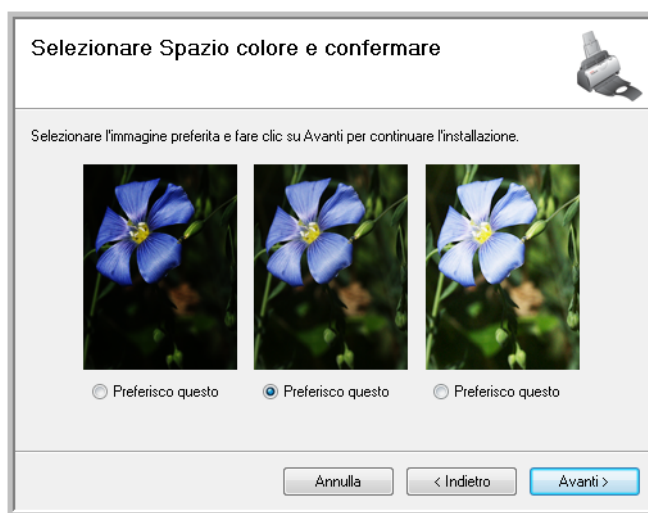 Selezionare Spazio colore e confermare
Selezionare l'immagine preferita e fare clic su Avanti per continuare l'installazione.
Preferisco questo
Preferisco questo
Preferisco questo
Annulla
< Indietro
Avanti >